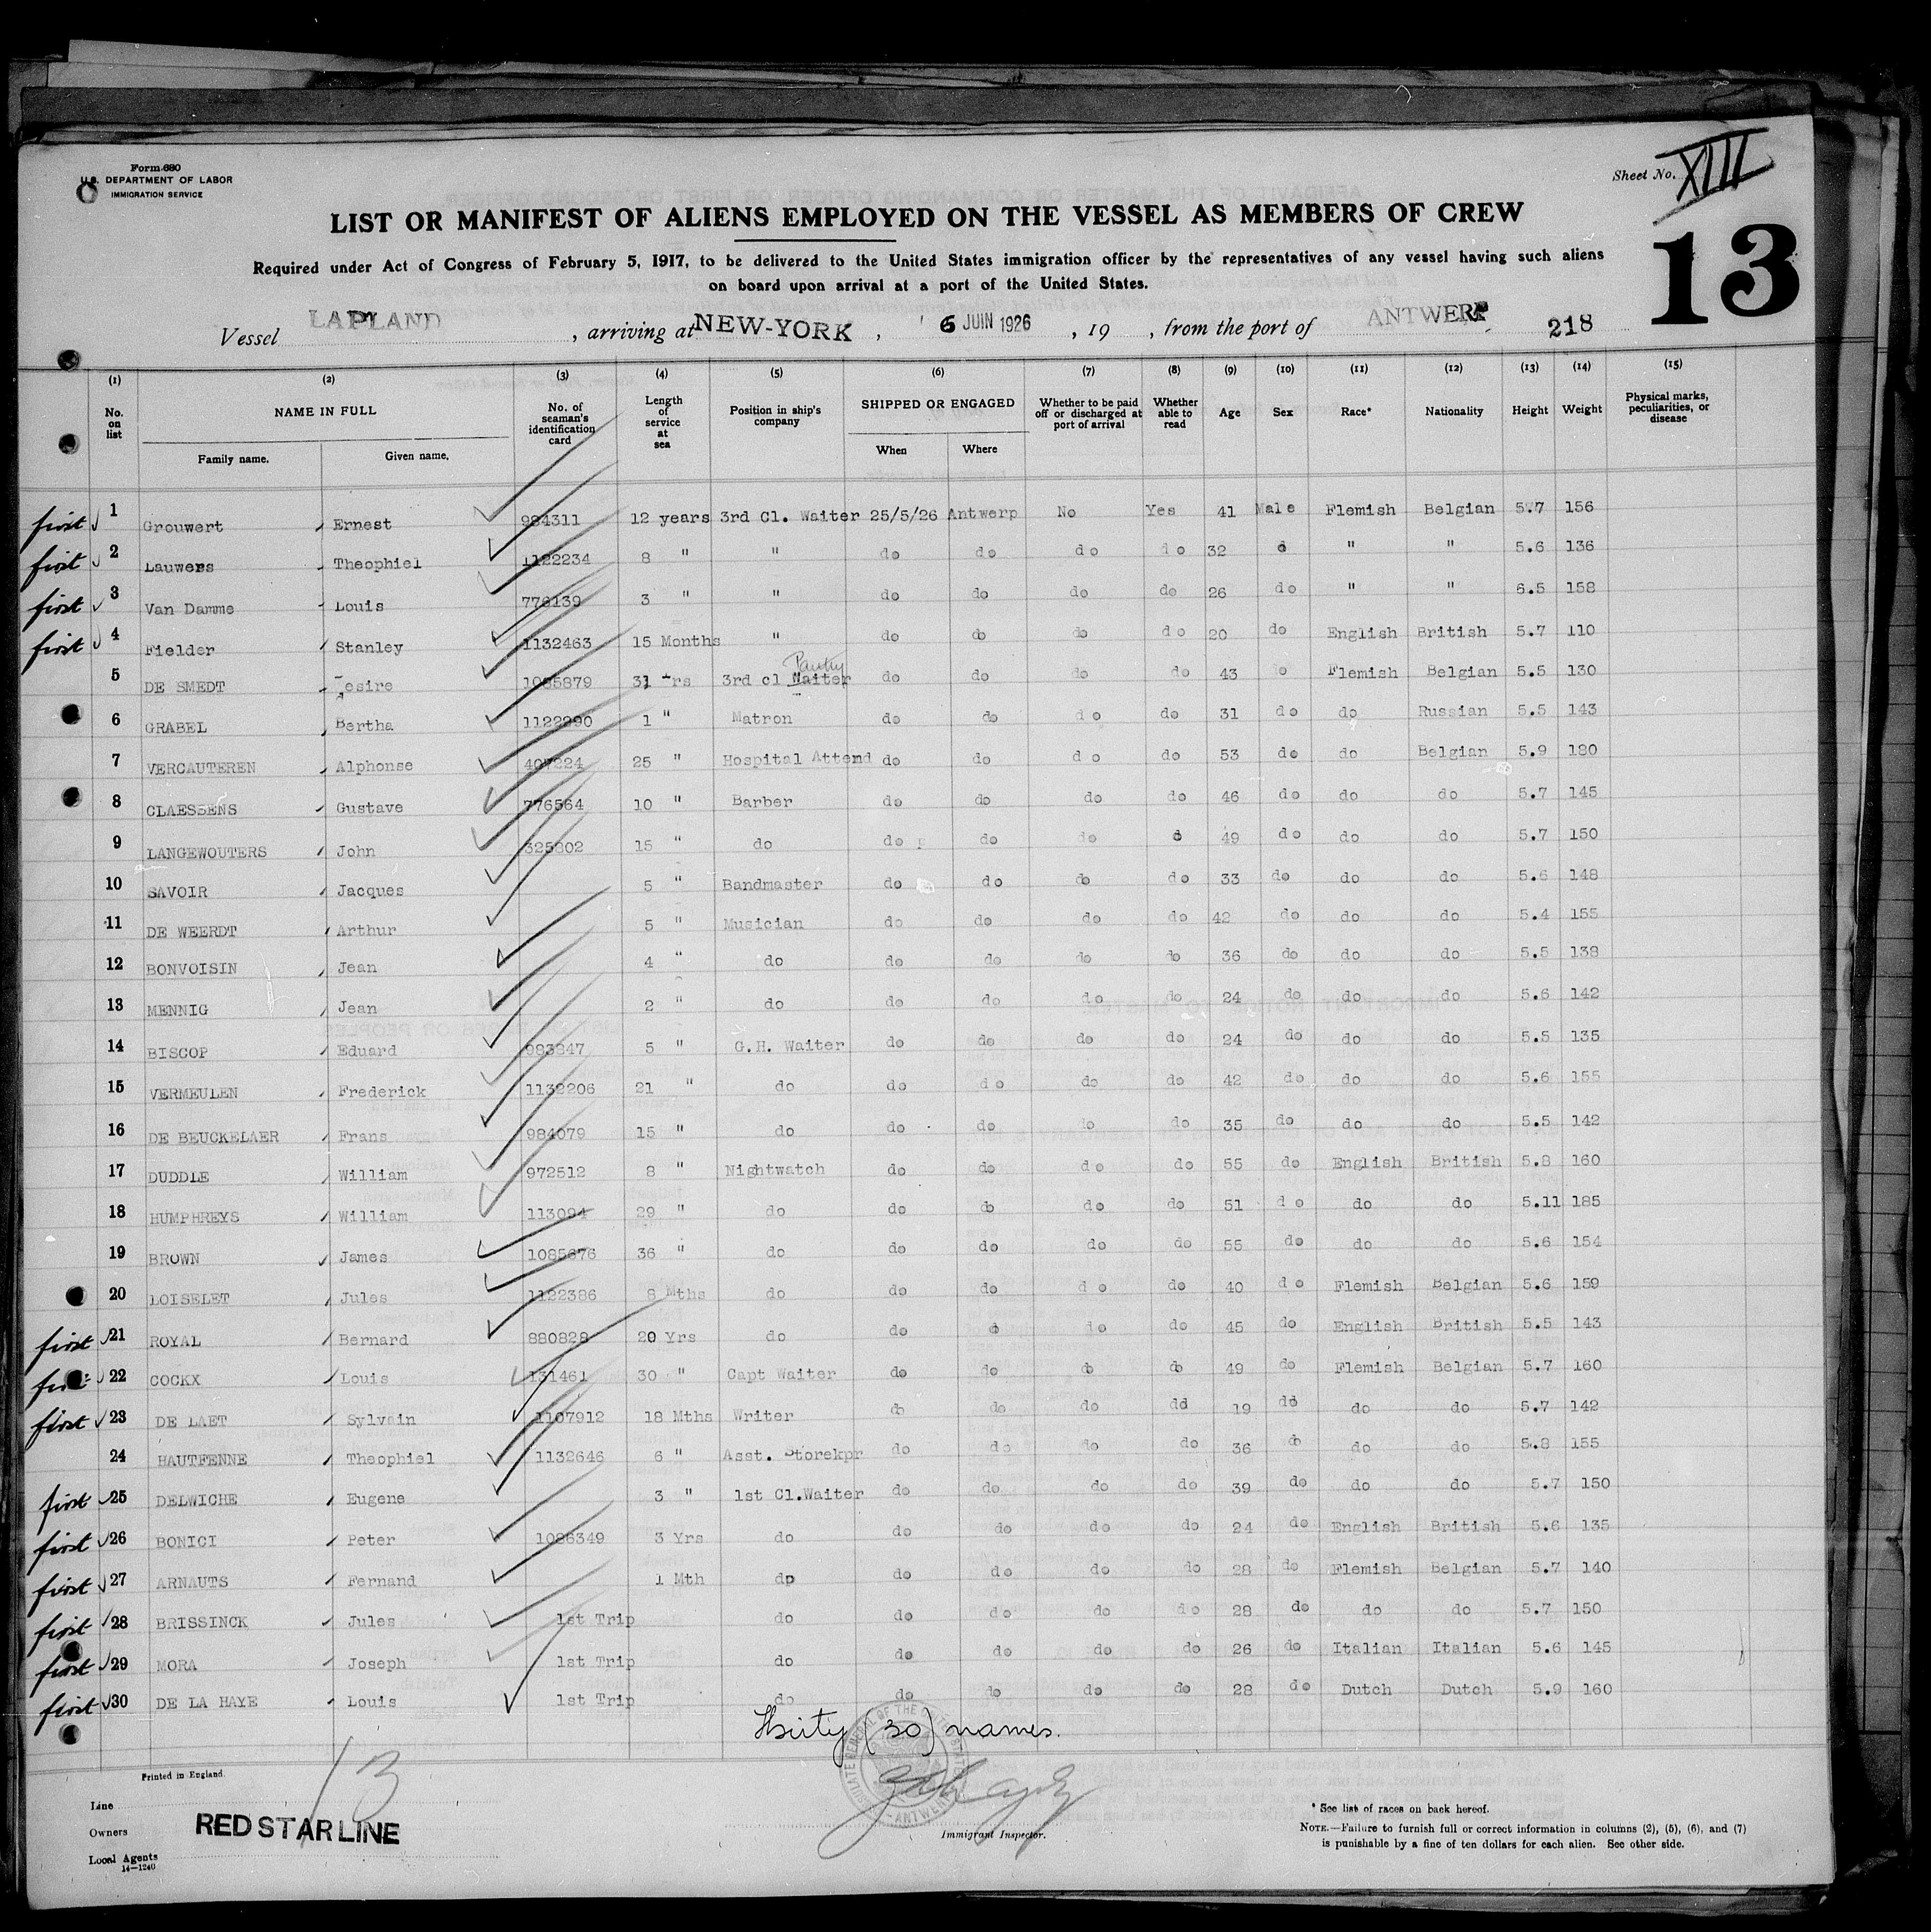 Form 680
U.S. DEPARTMENT OF LABOR
IMMIGRATION SERVICE
Sheet No. XIII
13
LIST OR MANIFEST OF ALIENS EMPLOYED ON THE VESSEL AS MEMBERS OF CREW
Required under Act of Congress of February 5, 1917, to be delivered to the United States immigration officer by the representatives of any vessel having such aliens
on board upon arrival at a port of the United States.
Vessel LAPLAND, arriving at NEW-YORK, 6 JUIN 1926, 19 , from the port of ANTWERP 218
(1) (2) (3) (4) (5) (6) (7) (8) (9) (10) (11) (12) (13) (14) (15)
No. on list NAME IN FULL No. of seaman's identification card Length of service at sea Position in ship's company SHIPPED OR ENGAGED Whether to be paid off or discharged at port of arrival Whether able to read Age Sex Race* Nationality Height Weight Physical marks, peculiarities, or disease
Family name. Given name. When Where
first 1 Grouwert Ernest 984311 12 years 3rd Cl. Waiter 25/5/26 Antwerp No Yes 41 Male Flemish Belgian 5.7 156
first 2 Lauwers Theophiel 1122234 8 " " do do do do 32 d " " 5.6 136
first 3 Van Damme Louis 776139 3 " " do do do do 26 do " " 6.5 158
first 4 Fielder Stanley 1132463 15 Months " do do do do 20 do English British 5.7 110
5 DE SMEDT esire 1085879 31 rs 3rd cl Waiter Pantry do do do do 43 o Flemish Belgian 5.5 130
6 GRABEL Bertha 1122290 1 " Matron do do do do 31 do do Russian 5.5 143
7 VERCAUTEREN Alphonse 407224 25 " Hospital Attend do do do do 53 do do Belgian 5.9 180
8 CLAESSENS Gustave 776564 10 " Barber do do do do 46 do do do 5.7 145
9 LANGEWOUTERS John 325802 15 " do do do do d 49 do do do 5.7 150
10 SAVOIR Jacques 5 " Bandmaster do do do do 33 do do do 5.6 148
11 DE WEERDT Arthur 5 " Musician do do do do 42 do do do 5.4 155
12 BONVOISIN Jean 4 " do do do do do 36 do do do 5.5 138
13 MENNIG Jean 2 " do do do do do 24 do do do 5.6 142
14 BISCOP Eduard 983847 5 " G.H. Waiter do do do do 24 do do do 5.5 135
15 VERMEULEN Frederick 1132206 21 " do do do do do 42 do do do 5.6 155
16 DE BEUCKELAER Frans 984079 15 " do do do do do 35 do do do 5.5 142
17 DUDDLE William 972512 8 " Nightwatch do do do do 55 do English British 5.8 160
18 HUMPHREYS William 113094 29 " do do do do do 51 do do do 5.11 185
19 BROWN James 1085676 36 " do do do do do 55 do do do 5.6 154
20 LOISELET Jules 1122386 8 Mths do do do do do 40 do Flemish Belgian 5.6 159
first 21 ROYAL Bernard 880828 20 Yrs do do d do do 45 do English British 5.5 143
first 22 COCKX Louis 131461 30 " Capt Waiter do do do do 49 do Flemish Belgian 5.7 160
first 23 DE LAET Sylvain 1107912 18 Mths Writer do do do dd 19 dd do do 5.7 142
24 HAUTFENNE Theophiel 1132646 6 " Asst. Storekpr do do do do 36 do do do 5.8 155
first 25 DELWICHE Eugene 3 " 1st Cl.Waiter do do do do 39 do do do 5.7 150
first 26 BONICI Peter 1086349 3 Yrs do do do do do 24 do English British 5.6 135
first 27 ARNAUTS Fernand 1 Mth dp do do do do 28 do Flemish Belgian 5.7 140
first 28 BRISSINCK Jules 1st Trip do do do do do 28 do do do 5.7 150
first 29 MORA Joseph 1st Trip do do do do do 26 do Italian Italian 5.6 145
first 30 DE LA HAYE Louis 1st Trip do do do do do 28 do Dutch Dutch 5.9 160
Thirty (30) names.
Printed in England.
13
Line
Owners RED STAR LINE
Local Agents
14—1240
Immigrant Inspector.
* See list of races on back hereof.
NOTE.—Failure to furnish full or correct information in columns (2), (5), (6), and (7)
is punishable by a fine of ten dollars for each alien. See other side.